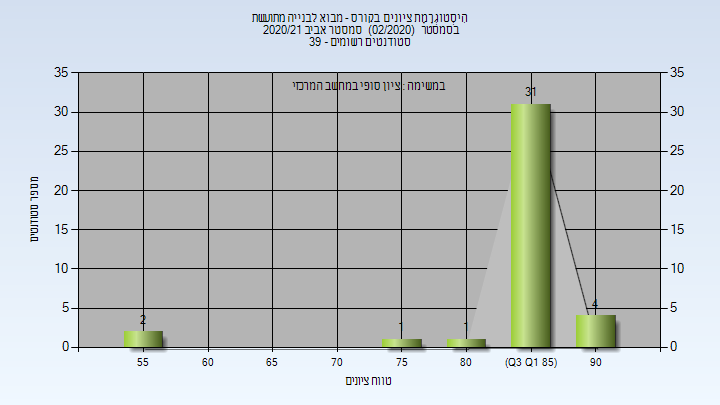 היסטוגרמת ציונים בקורס - מבוא לבנייה מתועשת
בסמסטר (02/2020) סמסטר אביב 2020/21
סטודנטים רשומים - 39
במשימה : ציון סופי במחשב המרכזי
35 35
30 30
25 25
20 20
15 15
10 10
5 5
0 0
מספר סטודנטים
2 1 1 31 4
55 60 65 70 75 80 (Q3 Q1 85) 90
טווח ציונים